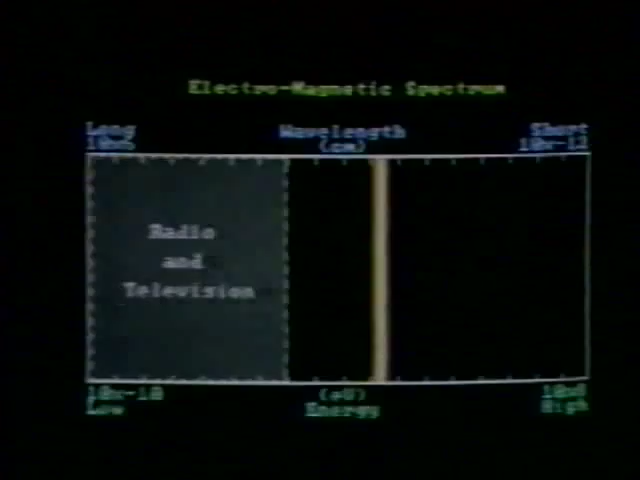 Electro-Magnetic Spectrum
Long Wavelength Short
(cm)
Radio
and
Television
(eV)
Low Energy High